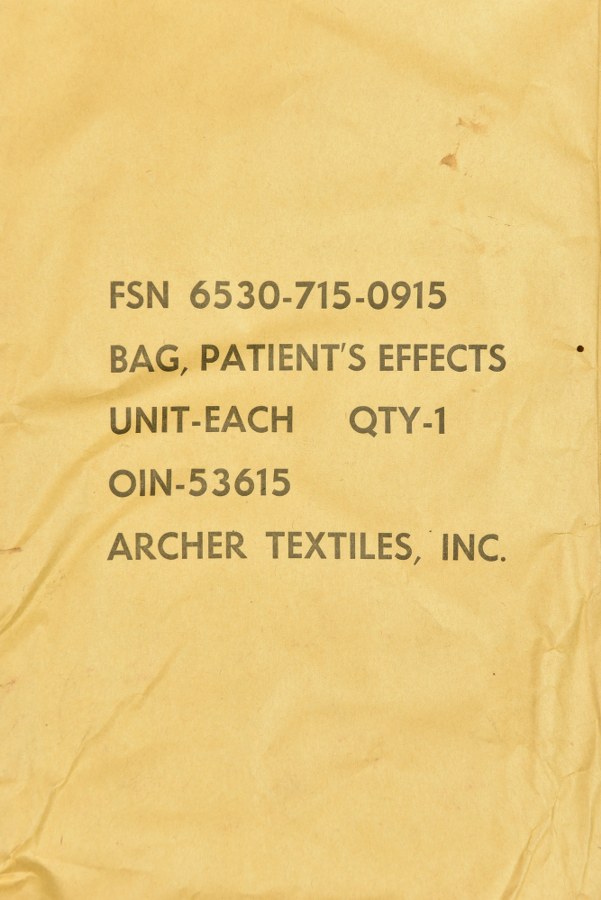 FSN 6530-715-0915
BAG, PATIENT'S EFFECTS
UNIT-EACH QTY-1
OIN-53615
ARCHER TEXTILES, INC.